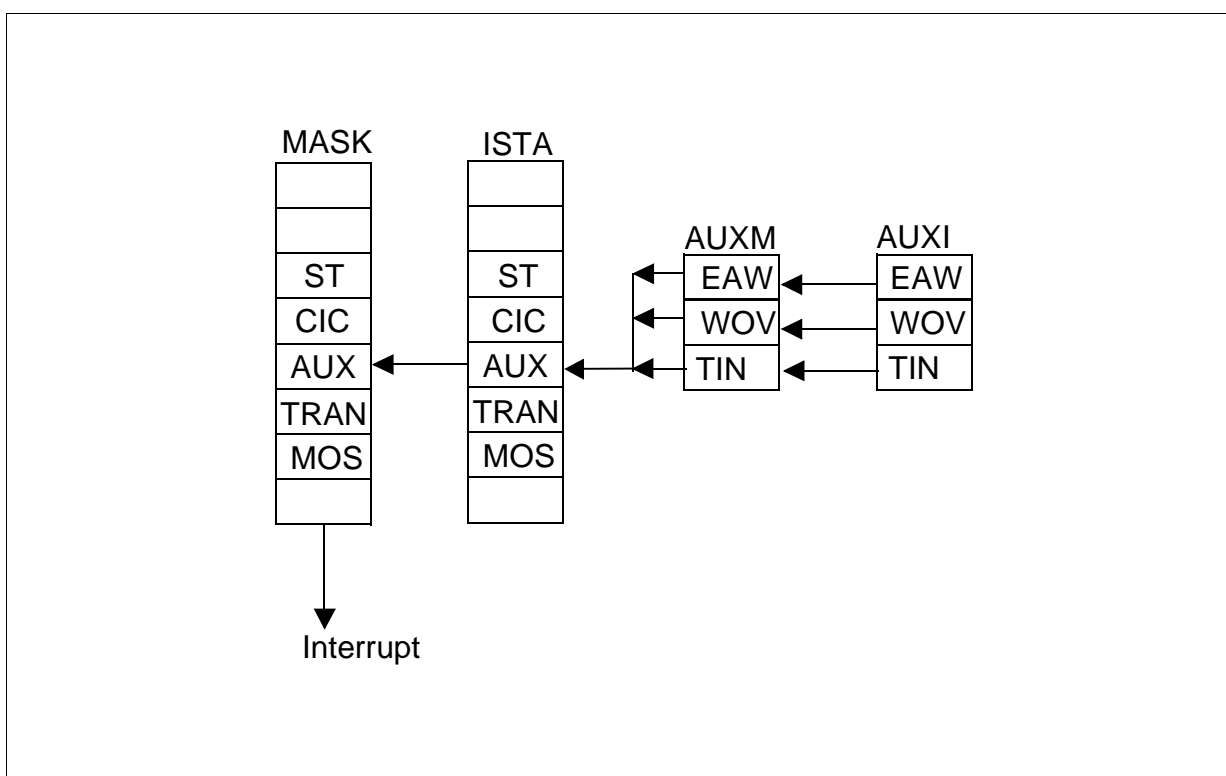 MASK
ST
CIC
AUX
TRAN
MOS
Interrupt
ISTA
ST
CIC
AUX
TRAN
MOS
AUXM
EAW
WOV
TIN
AUXI
EAW
WOV
TIN